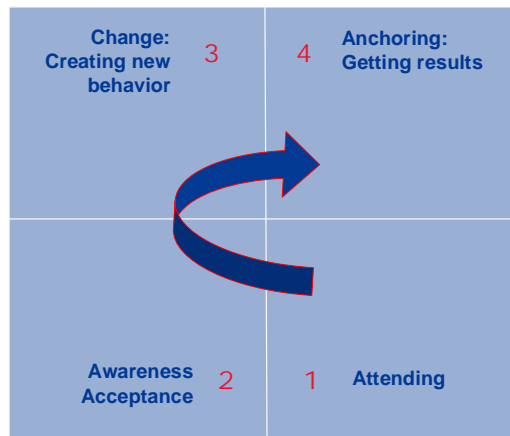 Change:
Creating new
behavior
3
4
Anchoring:
Getting results
Awareness
Acceptance
2
1
Attending